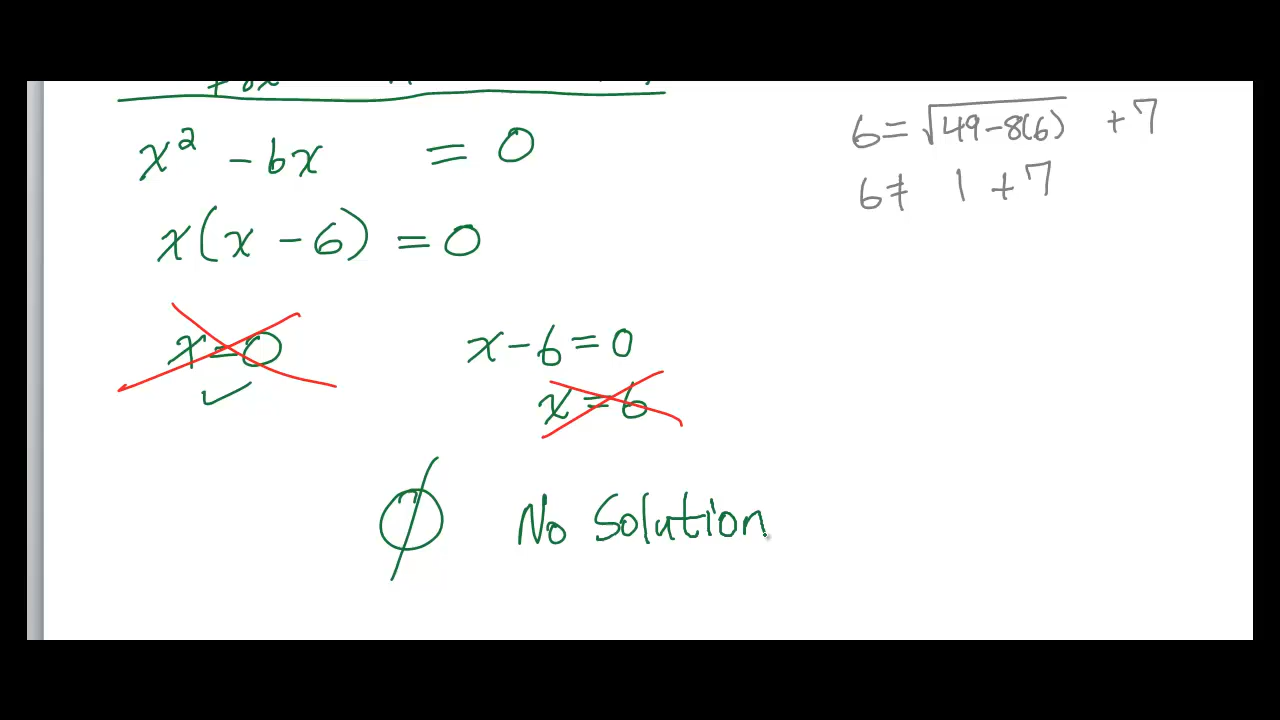 x² - 6x = 0
x(x - 6) = 0
x = 0
x - 6 = 0
x = 6
∅ No Solution
6 = √49-8(6) + 7
6 ≠ 1 + 7